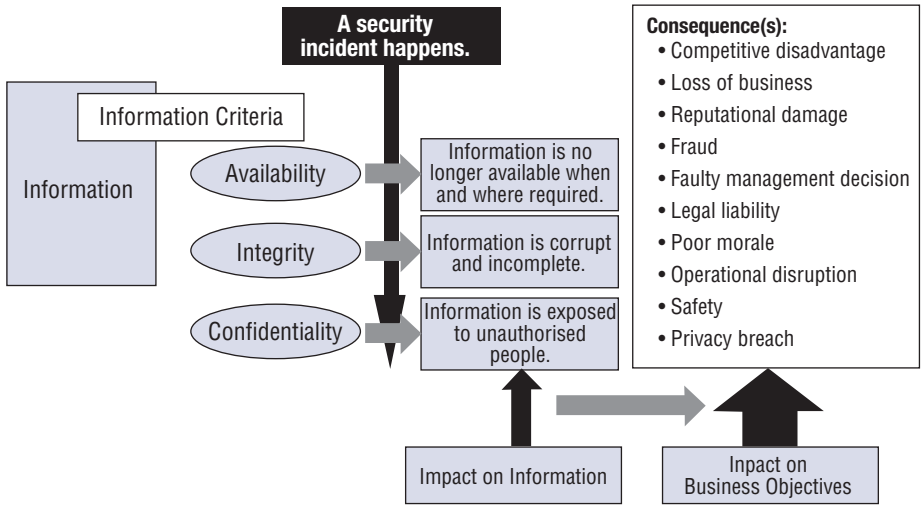 A security
incident happens.
Information Criteria
Information
Availability
Information is no
longer available when
and where required.
Integrity
Information is corrupt
and incomplete.
Confidentiality
Information is exposed
to unauthorised
people.
Impact on Information
Consequence(s):
• Competitive disadvantage
• Loss of business
• Reputational damage
• Fraud
• Faulty management decision
• Legal liability
• Poor morale
• Operational disruption
• Safety
• Privacy breach
Inpact on
Business Objectives